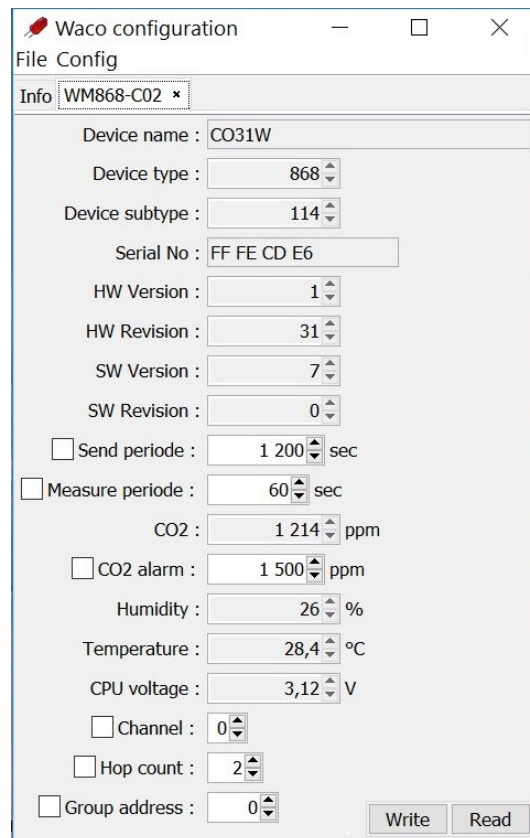 Waco configuration
File Config
Info WM868-C02 ×
Device name : CO31W
Device type : 868
Device subtype : 114
Serial No : FF FE CD E6
HW Version : 1
HW Revision : 31
SW Version : 7
SW Revision : 0
Send periode : 1 200 sec
Measure periode : 60 sec
CO2 : 1 214 ppm
CO2 alarm : 1 500 ppm
Humidity : 26 %
Temperature : 28,4 °C
CPU voltage : 3,12 V
Channel : 0
Hop count : 2
Group address : 0
Write Read